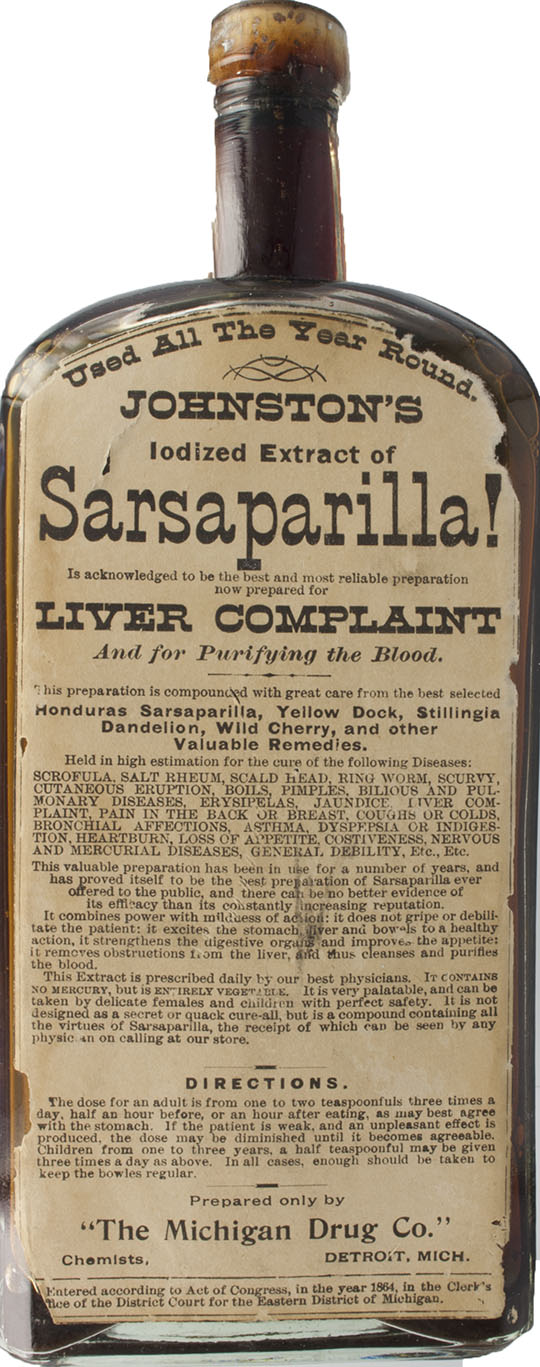 Used All The Year Round.
JOHNSTON'S
Iodized Extract of
Sarsaparilla!
Is acknowledged to be the best and most reliable preparation
now prepared for
LIVER COMPLAINT
And for Purifying the Blood.
This preparation is compounded with great care from the best selected
Honduras Sarsaparilla, Yellow Dock, Stillingia
Dandelion, Wild Cherry, and other
Valuable Remedies.
Held in high estimation for the cure of the following Diseases:
SCROFULA, SALT RHEUM, SCALD HEAD, RING WORM, SCURVY,
CUTANEOUS ERUPTION, BOILS, PIMPLES, BILIOUS AND PUL-
MONARY DISEASES, ERYSIPELAS, JAUNDICE, LIVER COM-
PLAINT, PAIN IN THE BACK OR BREAST, COUGHS OR COLDS,
BRONCHIAL AFFECTIONS, ASTHMA, DYSPEPSIA OR INDIGES-
TION, HEARTBURN, LOSS OF APPETITE, COSTIVENESS, NERVOUS
AND MERCURIAL DISEASES, GENERAL DEBILITY, Etc., Etc.
This valuable preparation has been in use for a number of years, and
has proved itself to be the best preparation of Sarsaparilla ever
offered to the public, and there can be no better evidence of
its efficacy than its constantly increasing reputation.
It combines power with mildness of action: it does not gripe or debili-
tate the patient: it excites the stomach, liver and bowels to a healthy
action, it strengthens the digestive organs and improves the appetite:
it removes obstructions from the liver, and thus cleanses and purifies
the blood.
This Extract is prescribed daily by our best physicians. IT CONTAINS
NO MERCURY, but is ENTIRELY VEGETABLE. It is very palatable, and can be
taken by delicate females and children with perfect safety. It is not
designed as a secret or quack cure-all, but is a compound containing all
the virtues of Sarsaparilla, the receipt of which can be seen by any
physician on calling at our store.
DIRECTIONS.
The dose for an adult is from one to two teaspoonfuls three times a
day, half an hour before, or an hour after eating, as may best agree
with the stomach. If the patient is weak, and an unpleasant effect is
produced, the dose may be diminished until it becomes agreeable.
Children from one to three years, a half teaspoonful may be given
three times a day as above. In all cases, enough should be taken to
keep the bowles regular.
Prepared only by
"The Michigan Drug Co."
Chemists, DETROIT, MICH.
Entered according to Act of Congress, in the year 1864, in the Clerk's
office of the District Court for the Eastern District of Michigan.